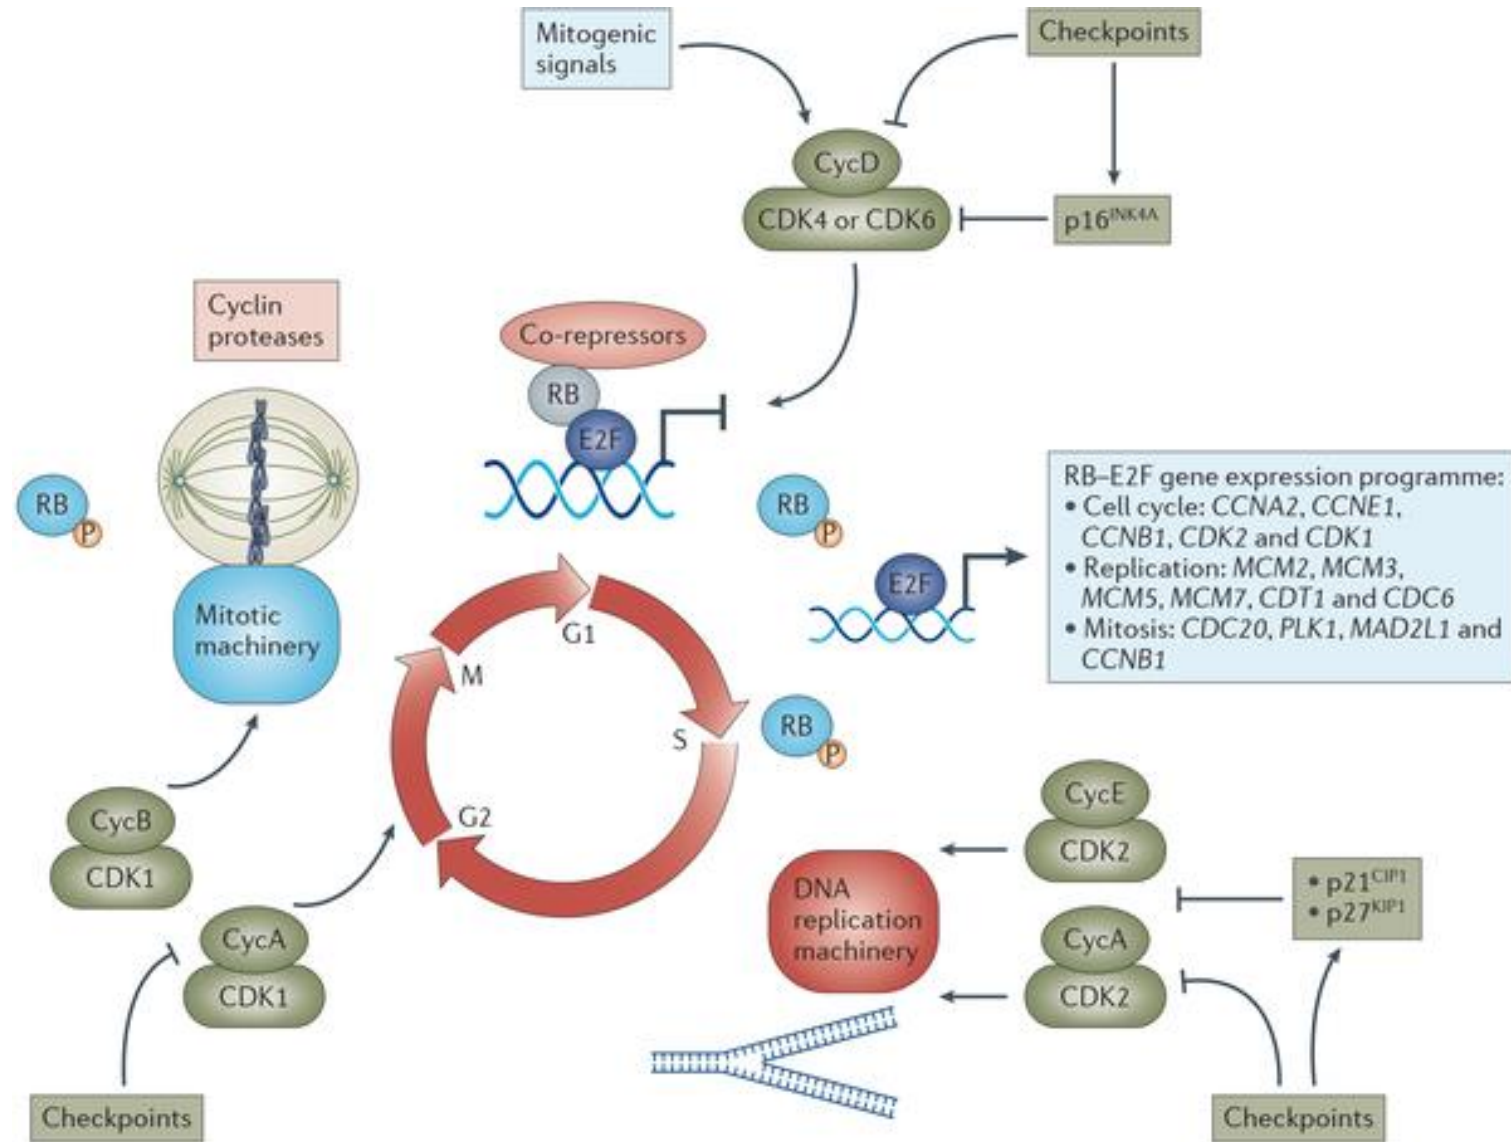 Mitogenic
signals
Checkpoints
CycD
CDK4 or CDK6
p16INK4A
Cyclin
proteases
Co-repressors
RB
E2F
RB
P
Mitotic
machinery
RB
P
E2F
RB–E2F gene expression programme:
• Cell cycle: CCNA2, CCNE1,
CCNB1, CDK2 and CDK1
• Replication: MCM2, MCM3,
MCM5, MCM7, CDT1 and CDC6
• Mitosis: CDC20, PLK1, MAD2L1 and
CCNB1
G1
M
S
G2
RB
P
CycB
CDK1
CycA
CDK1
DNA
replication
machinery
CycE
CDK2
CycA
CDK2
• p21CIP1
• p27KIP1
Checkpoints
Checkpoints